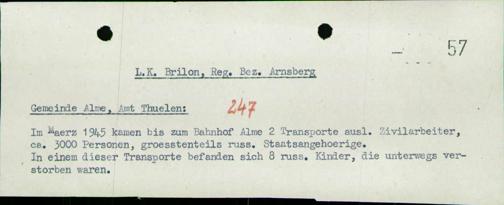 57
L.K. Brilon, Reg. Bez. Arnsberg
Gemeinde Alme, Amt Thuelen:
247
Im Maerz 1945 kamen bis zum Bahnhof Alme 2 Transporte ausl. Zivilarbeiter,
ca. 3000 Personen, groesstenteils russ. Staatsangehoerige.
In einem dieser Transporte befanden sich 8 russ. Kinder, die unterwegs ver-
storben waren.